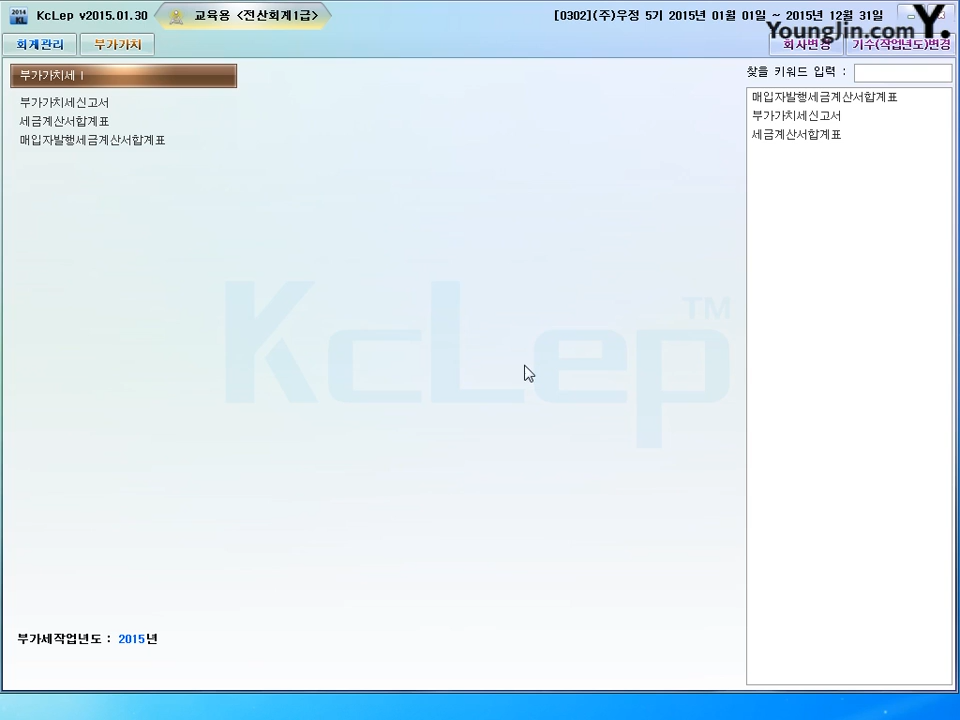 2014 KL KcLep v2015.01.30 교육용 <전산회계1급> [0302](주)우정 5기 2015년 01월 01일 ~ 2015년 12월 31일
YoungJin.com Y.
회계관리 부가가치 회사변경 기수(작업년도)변경
부가가치세 I
찾을 키워드 입력 :
부가가치세신고서
세금계산서합계표
매입자발행세금계산서합계표
매입자발행세금계산서합계표
부가가치세신고서
세금계산서합계표
KcLep TM
부가세작업년도 : 2015년